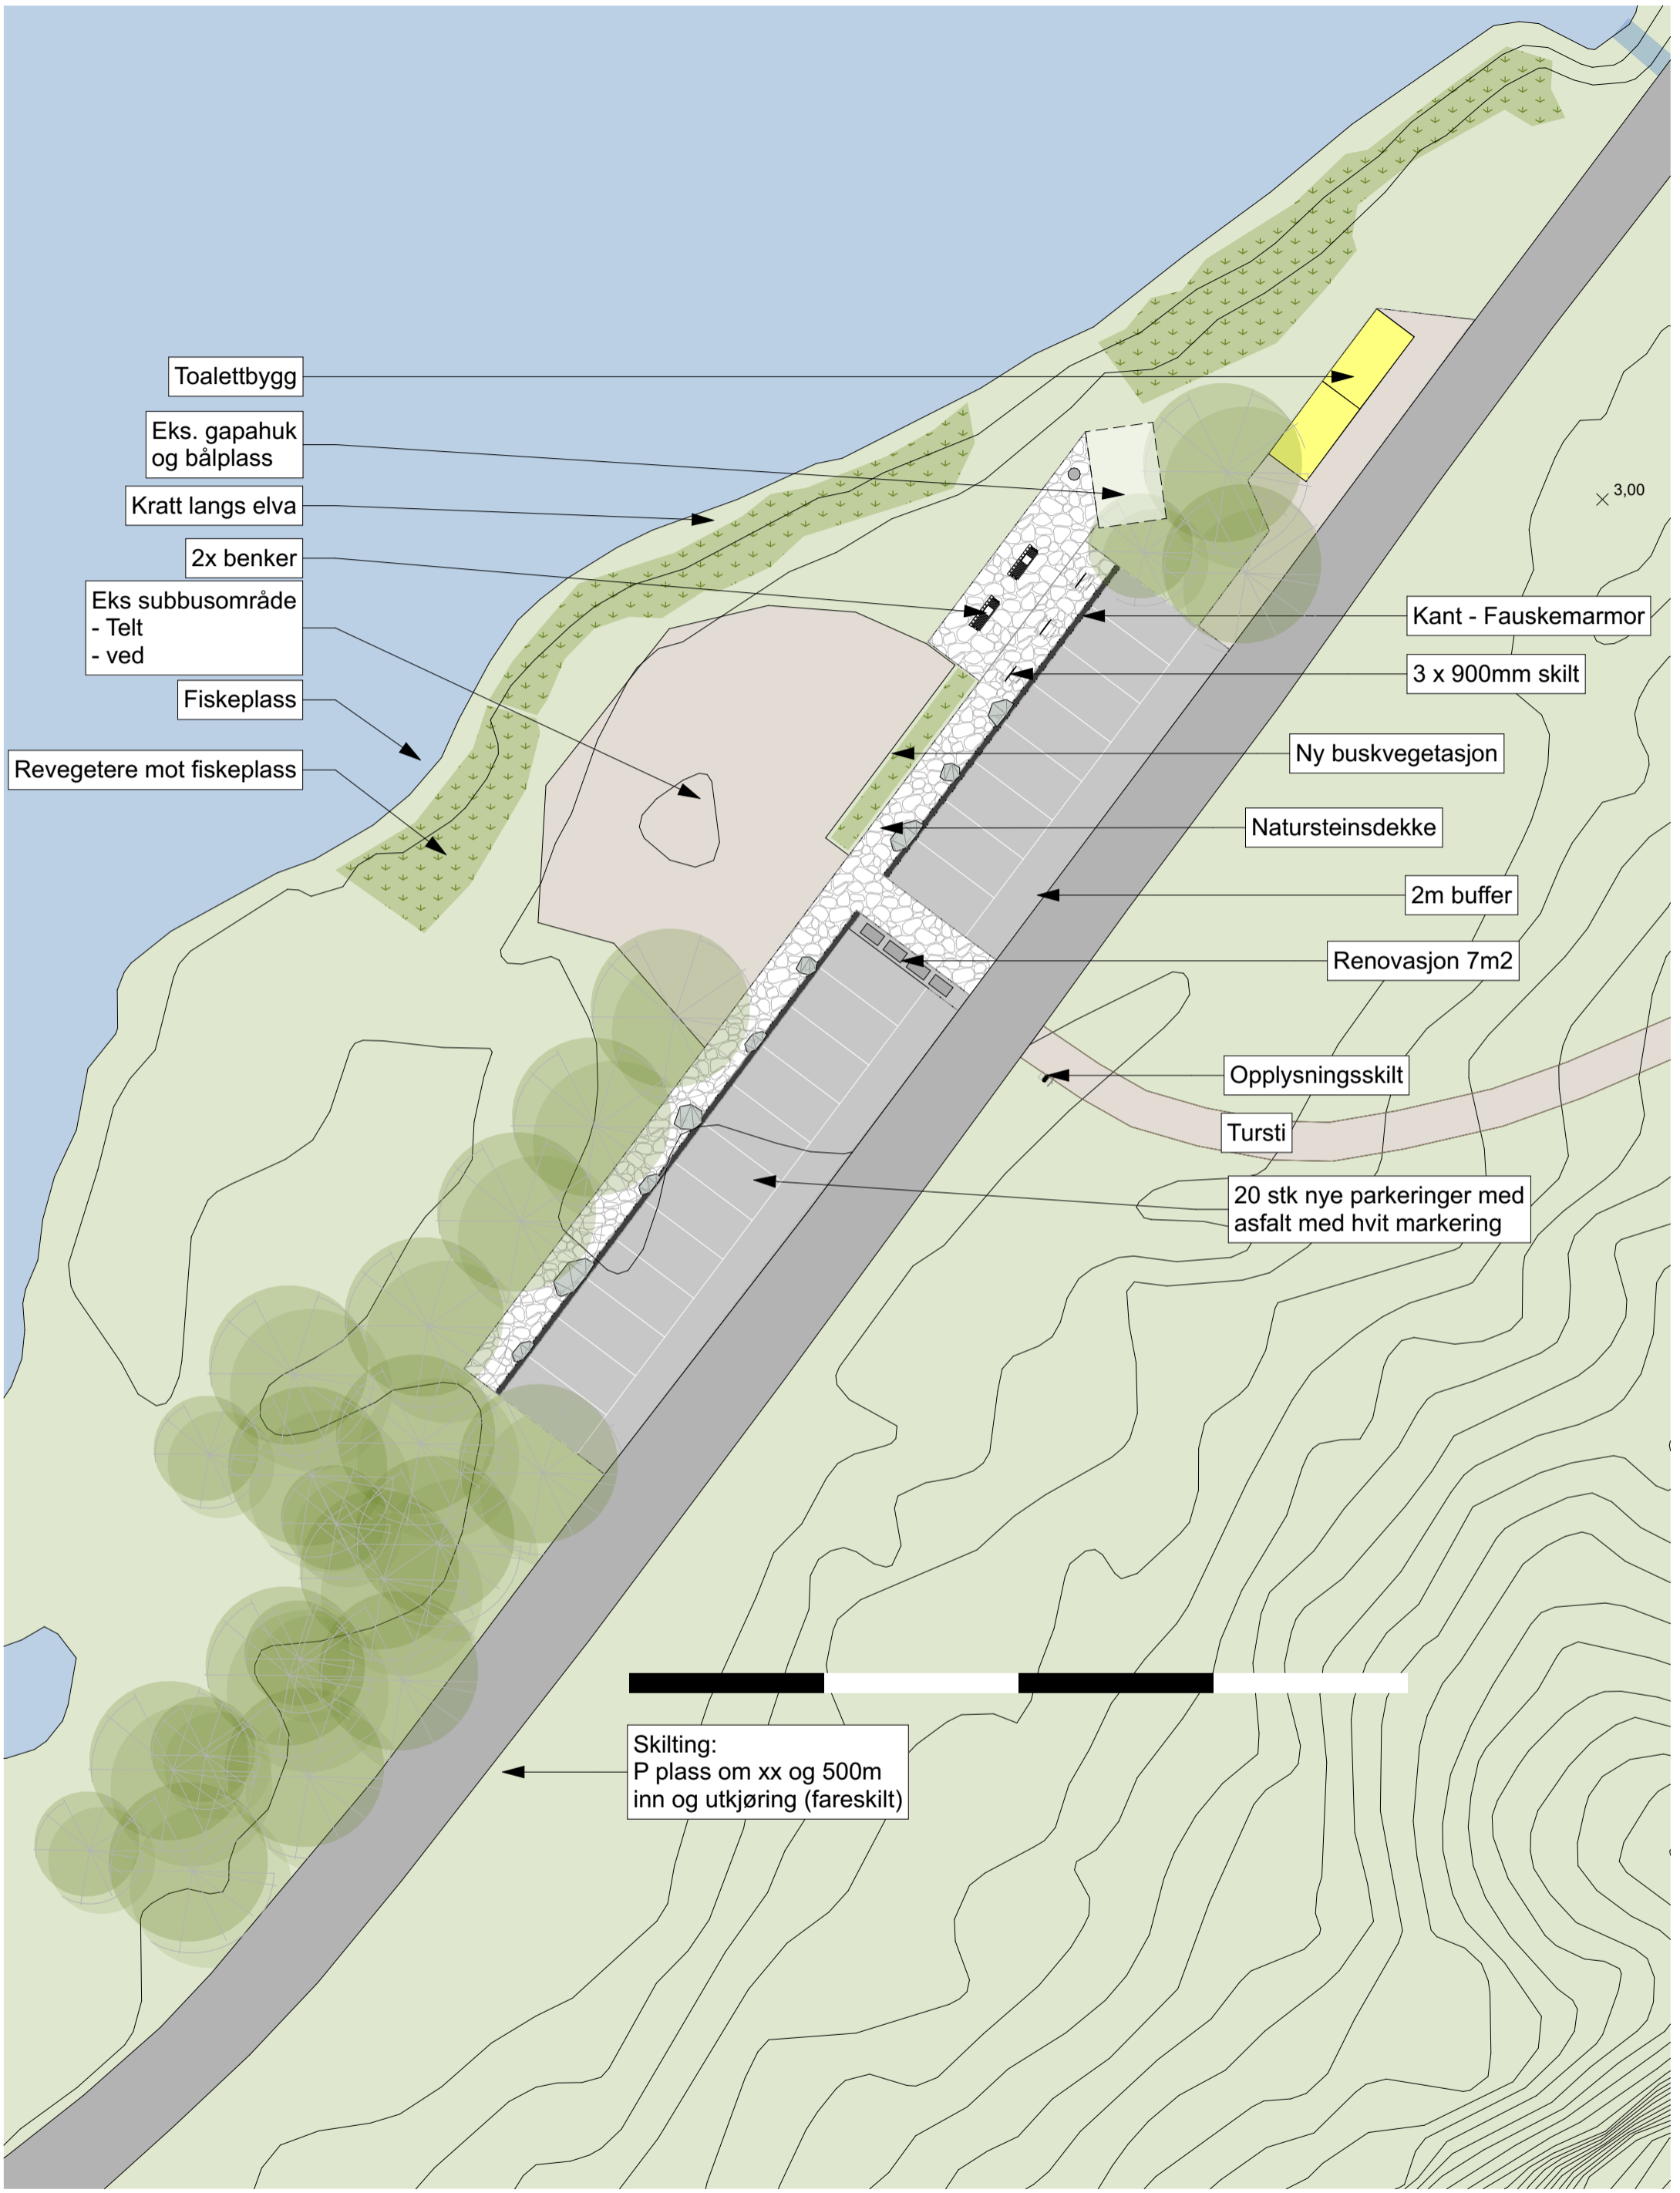 Toalettbygg
Eks. gapahuk
og bålplass
Kratt langs elva
2x benker
Eks subbusområde
- Telt
- ved
Fiskeplass
Revegetere mot fiskeplass
3,00
Kant - Fauskemarmor
3 x 900mm skilt
Ny buskvegetasjon
Natursteinsdekke
2m buffer
Renovasjon 7m2
Opplysningsskilt
Tursti
20 stk nye parkeringer med
asfalt med hvit markering
Skilting:
P plass om xx og 500m
inn og utkjøring (fareskilt)